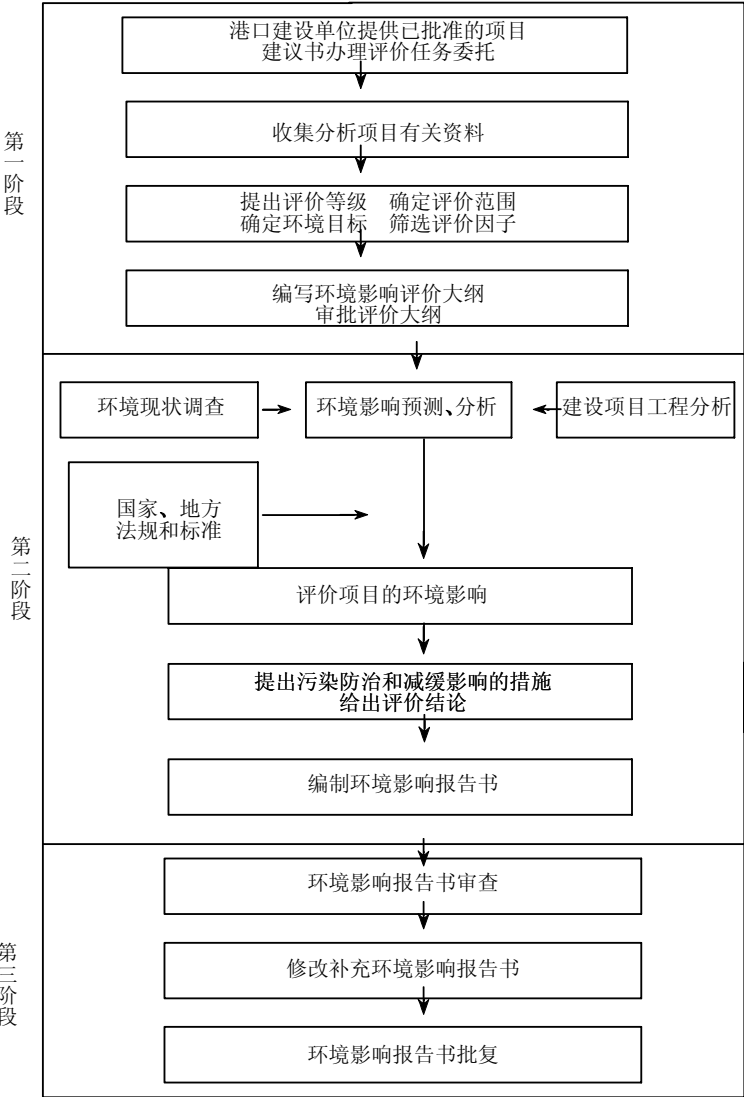 第一阶段
港口建设单位提供已批准的项目
建议书办理评价任务委托
收集分析项目有关资料
提出评价等级 确定评价范围
确定环境目标 筛选评价因子
编写环境影响评价大纲
审批评价大纲
第二阶段
环境现状调查
环境影响预测、分析
建设项目工程分析
国家、地方
法规和标准
评价项目的环境影响
提出污染防治和减缓影响的措施
给出评价结论
编制环境影响报告书
第三阶段
环境影响报告书审查
修改补充环境影响报告书
环境影响报告书批复